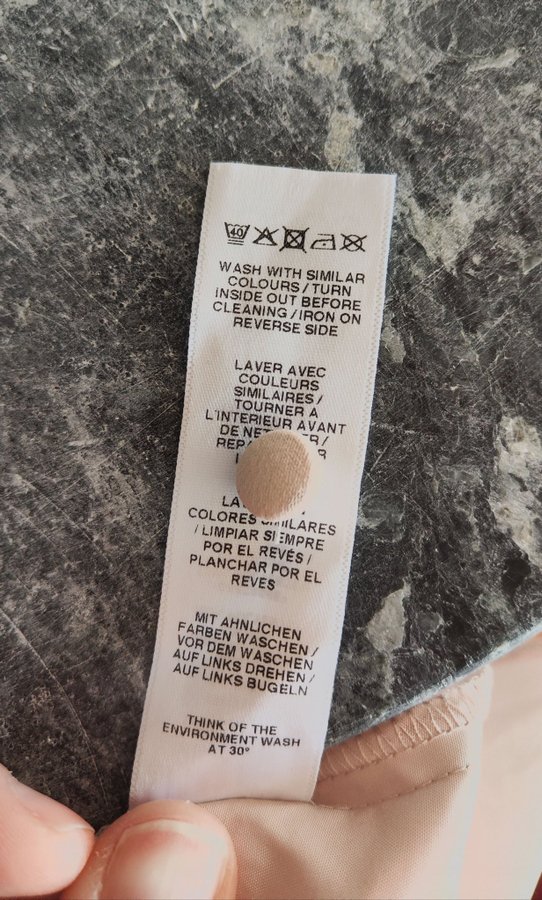 40
WASH WITH SIMILAR
COLOURS / TURN
INSIDE OUT BEFORE
CLEANING / IRON ON
REVERSE SIDE
LAVER AVEC
COULEURS
SIMILAIRES /
TOURNER A
L'INTERIEUR AVANT
DE
COLORES SIMILARES
/ LIMPIAR SIEMPRE
POR EL REVÉS /
PLANCHAR POR EL
REVES
MIT AHNLICHEN
FARBEN WASCHEN /
VOR DEM WASCHEN
AUF LINKS DREHEN /
AUF LINKS BUGELN
THINK OF THE
ENVIRONMENT WASH
AT 30°